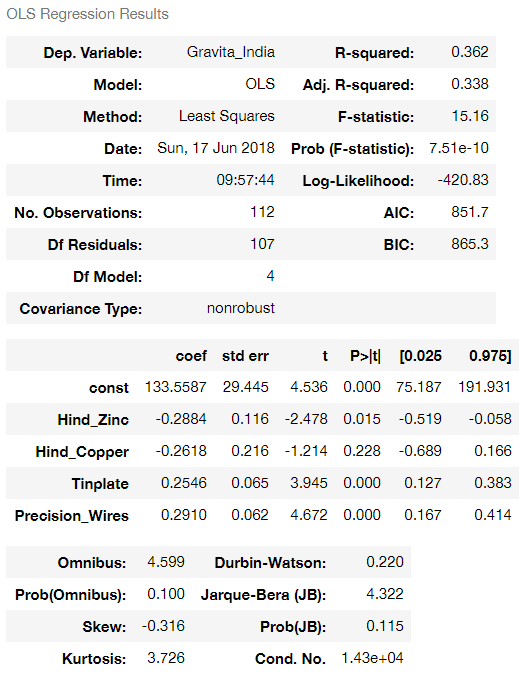 OLS Regression Results
Dep. Variable: Gravita_India R-squared: 0.362
Model: OLS Adj. R-squared: 0.338
Method: Least Squares F-statistic: 15.16
Date: Sun, 17 Jun 2018 Prob (F-statistic): 7.51e-10
Time: 09:57:44 Log-Likelihood: -420.83
No. Observations: 112 AIC: 851.7
Df Residuals: 107 BIC: 865.3
Df Model: 4
Covariance Type: nonrobust
coef std err t P>|t| [0.025 0.975]
const 133.5587 29.445 4.536 0.000 75.187 191.931
Hind_Zinc -0.2884 0.116 -2.478 0.015 -0.519 -0.058
Hind_Copper -0.2618 0.216 -1.214 0.228 -0.689 0.166
Tinplate 0.2546 0.065 3.945 0.000 0.127 0.383
Precision_Wires 0.2910 0.062 4.672 0.000 0.167 0.414
Omnibus: 4.599 Durbin-Watson: 0.220
Prob(Omnibus): 0.100 Jarque-Bera (JB): 4.322
Skew: -0.316 Prob(JB): 0.115
Kurtosis: 3.726 Cond. No. 1.43e+04